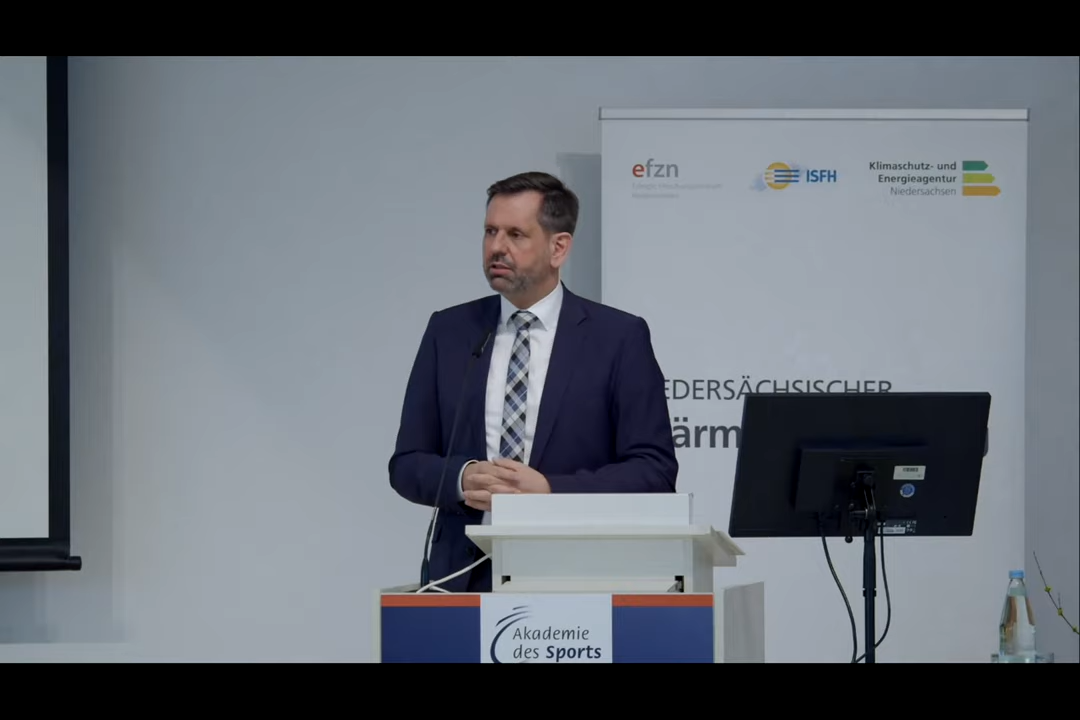 efzn
ISFH
Klimaschutz- und
Energieagentur
Niedersachsen
EDERSÄCHSISCHER
ärm
Akademie
des Sports